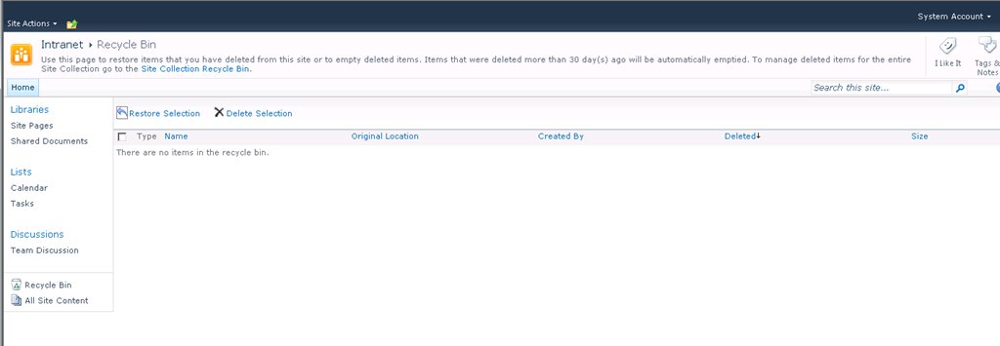 System Account
Site Actions
Intranet Recycle Bin
Use this page to restore items that you have deleted from this site or to empty deleted items. Items that were deleted more than 30 day(s) ago will be automatically emptied. To manage deleted items for the entire
Site Collection go to the Site Collection Recycle Bin.
I Like It
Tags &
Notes
Home
Search this site...
Libraries
Site Pages
Shared Documents
Lists
Calendar
Tasks
Discussions
Team Discussion
Recycle Bin
All Site Content
Restore Selection Delete Selection
Type Name Original Location Created By Deleted Size
There are no items in the recycle bin.